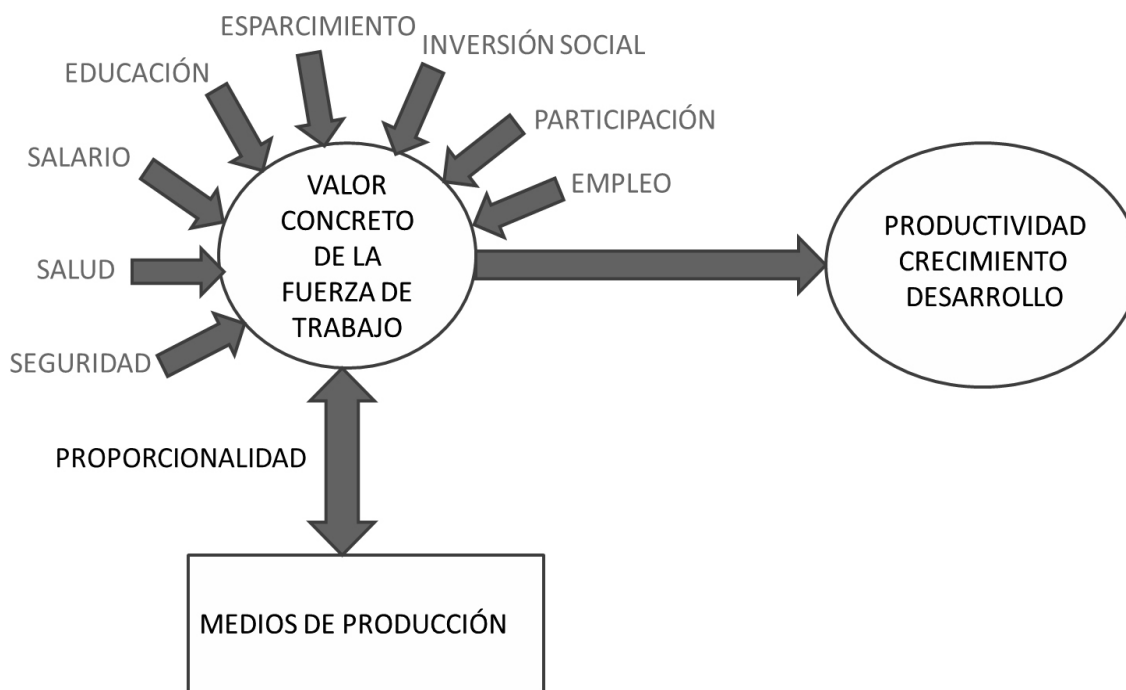 ESPARCIMIENTO
INVERSIÓN SOCIAL
EDUCACIÓN
PARTICIPACIÓN
SALARIO
EMPLEO
VALOR
CONCRETO
DE LA
FUERZA DE
TRABAJO
PRODUCTIVIDAD
CRECIMIENTO
DESARROLLO
SALUD
SEGURIDAD
PROPORCIONALIDAD
MEDIOS DE PRODUCCIÓN